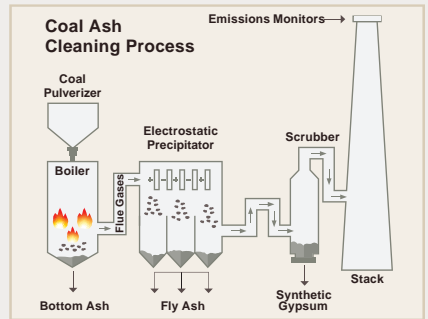 Coal Ash
Cleaning Process
Emissions Monitors
Coal
Pulverizer
Electrostatic
Precipitator
Scrubber
Boiler
Flue Gases
Stack
Bottom Ash
Fly Ash
Synthetic
Gypsum